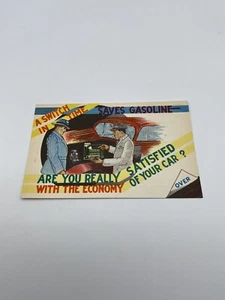 A SWITCH
IN TIME
SAVES GASOLINE—
ARE YOU REALLY SATISFIED
WITH THE ECONOMY OF YOUR CAR?
OVER